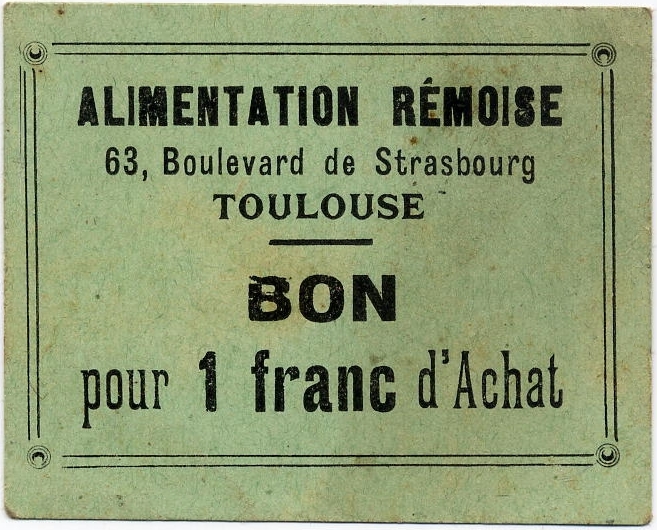 ALIMENTATION RÉMOISE
63, Boulevard de Strasbourg
TOULOUSE
BON
pour 1 franc d'Achat